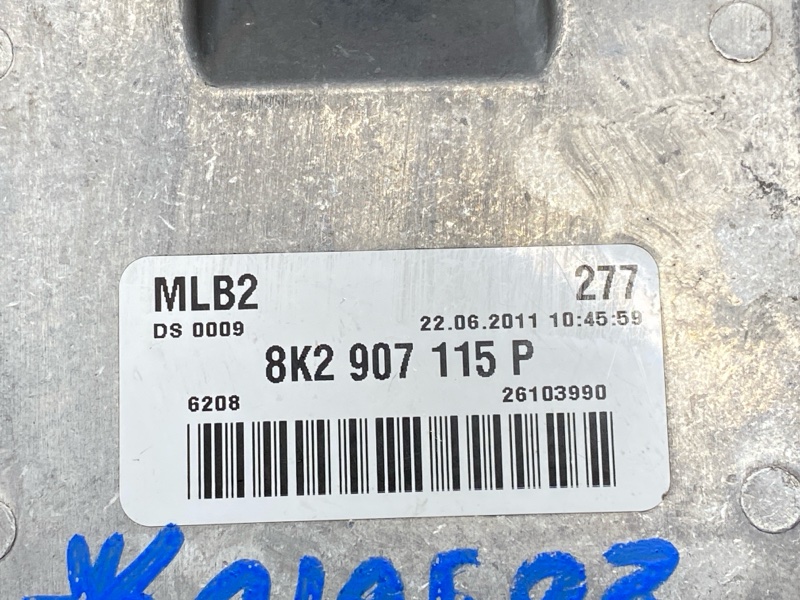 MLB2 277
DS 0009 22.06.2011 10:45:59
8K2 907 115 P
6208 26103990